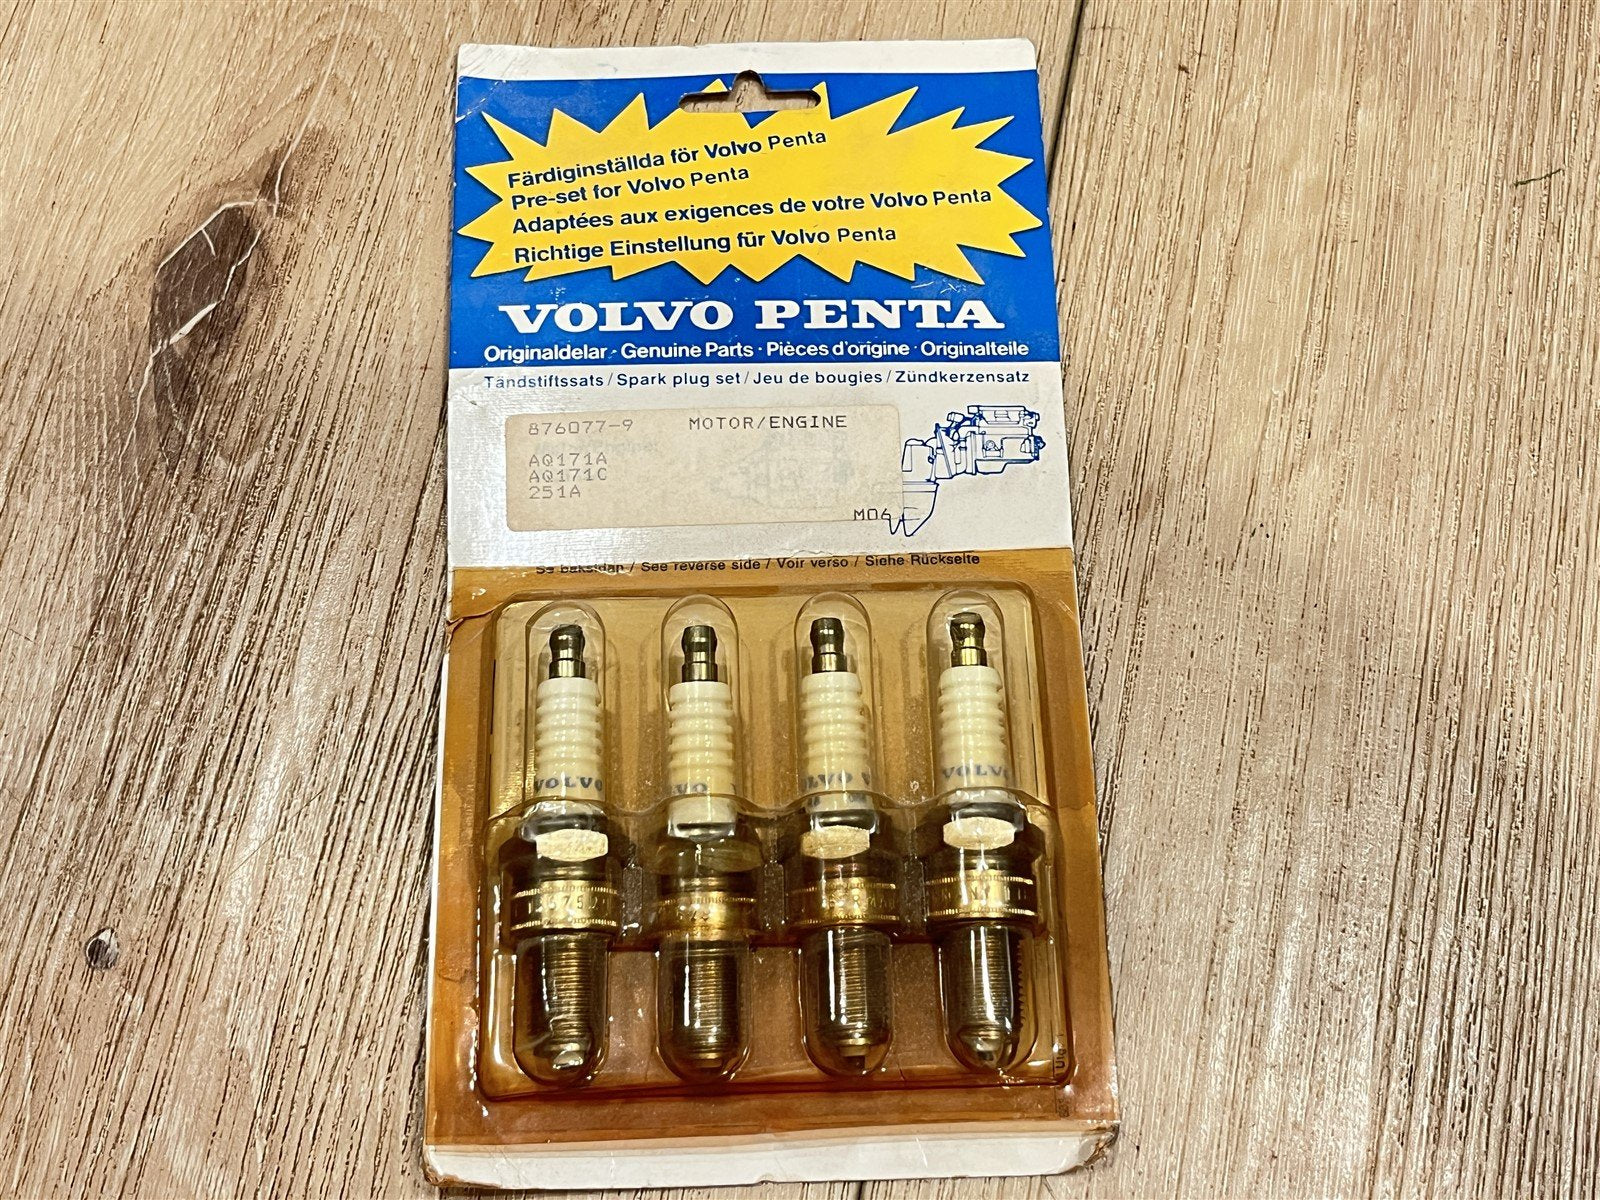 Färdiginställda för Volvo Penta
Pre-set for Volvo Penta
Adaptées aux exigences de votre Volvo Penta
Richtige Einstellung für Volvo Penta
VOLVO PENTA
Originaldelar · Genuine Parts · Pièces d'origine · Originalteile
Tändstiftssats / Spark plug set / Jeu de bougies / Zündkerzensatz
876077-9 MOTOR/ENGINE
AQ171A
AQ171C
251A
M04
Se baksidan / See reverse side / Voir verso / Siehe Rückseite
VOLVO
LVO
OLVO V
VOLVO